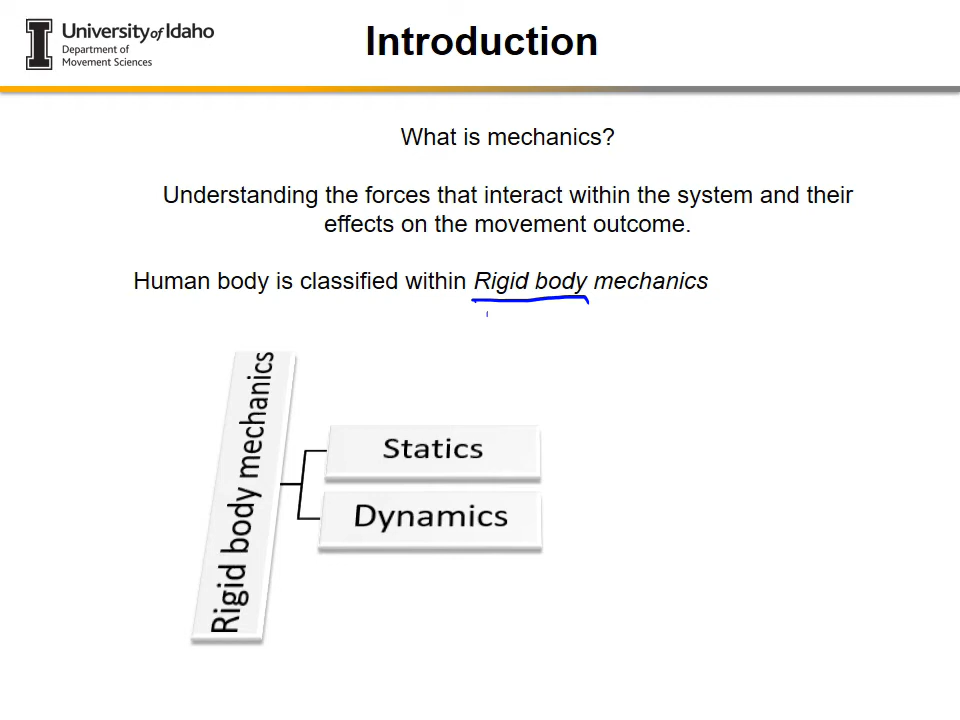 University of Idaho
Department of
Movement Sciences
Introduction
What is mechanics?
Understanding the forces that interact within the system and their
effects on the movement outcome.
Human body is classified within Rigid body mechanics
Rigid body mechanics
Statics
Dynamics